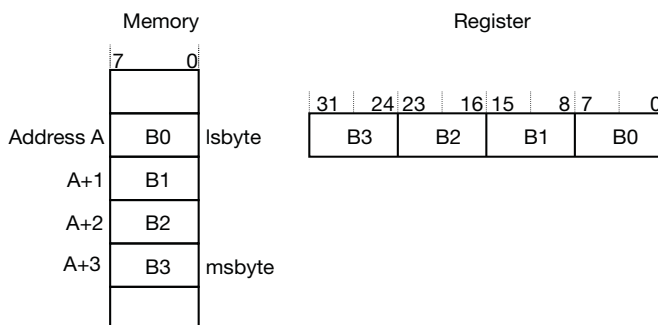 Memory Register
7 0
31 24 23 16 15 8 7 0
Address A B0 lsbyte B3 B2 B1 B0
A+1 B1
A+2 B2
A+3 B3 msbyte